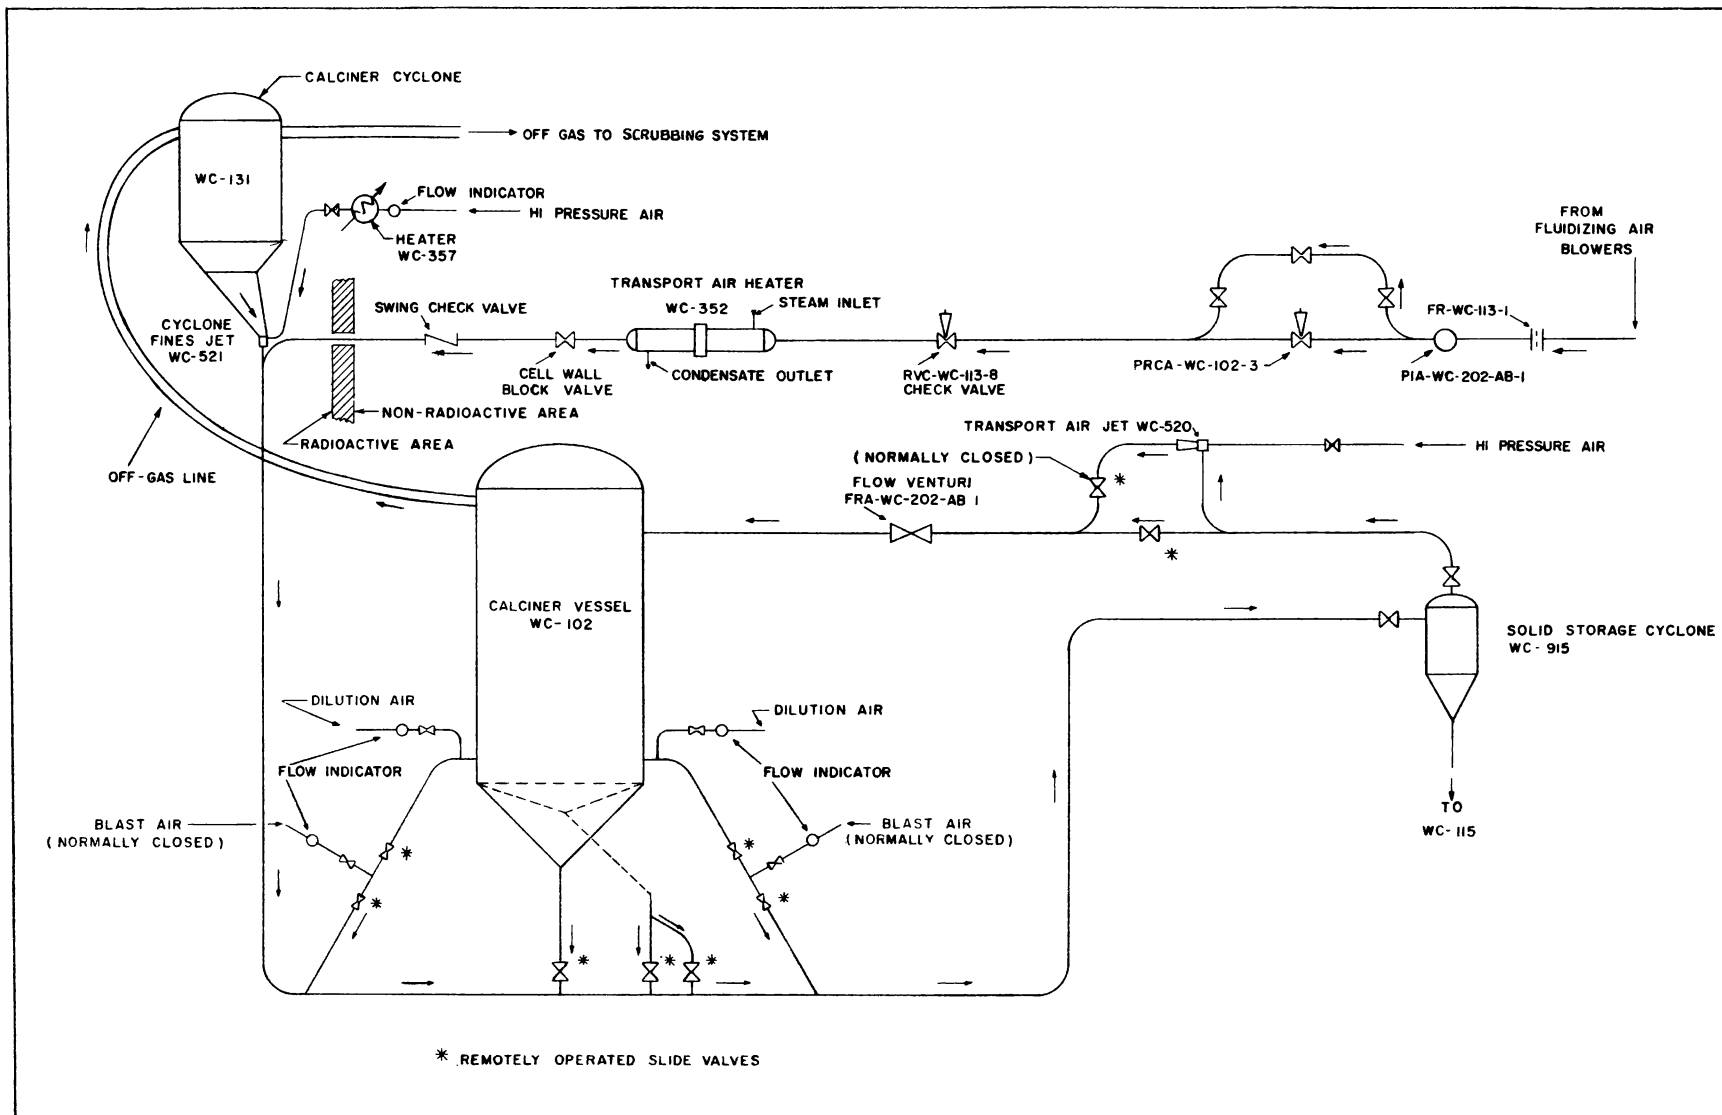 CALCINER CYCLONE
OFF GAS TO SCRUBBING SYSTEM
WC-131
FLOW INDICATOR
HI PRESSURE AIR
HEATER
WC-357
FROM
FLUIDIZING AIR
BLOWERS
TRANSPORT AIR HEATER
WC-352
STEAM INLET
SWING CHECK VALVE
FR-WC-113-1
CYCLONE
FINES JET
WC-521
CELL WALL
BLOCK VALVE
CONDENSATE OUTLET
RVC-WC-113-8
CHECK VALVE
PRCA-WC-102-3
PIA-WC-202-AB-1
NON-RADIOACTIVE AREA
RADIOACTIVE AREA
OFF-GAS LINE
TRANSPORT AIR JET WC-520
HI PRESSURE AIR
(NORMALLY CLOSED)
*
FLOW VENTURI
FRA-WC-202-AB 1
*
CALCINER VESSEL
WC-102
SOLID STORAGE CYCLONE
WC-915
DILUTION AIR
DILUTION AIR
FLOW INDICATOR
FLOW INDICATOR
BLAST AIR
(NORMALLY CLOSED)
BLAST AIR
(NORMALLY CLOSED)
*
*
*
*
*
*
*
TO
WC-115
* REMOTELY OPERATED SLIDE VALVES